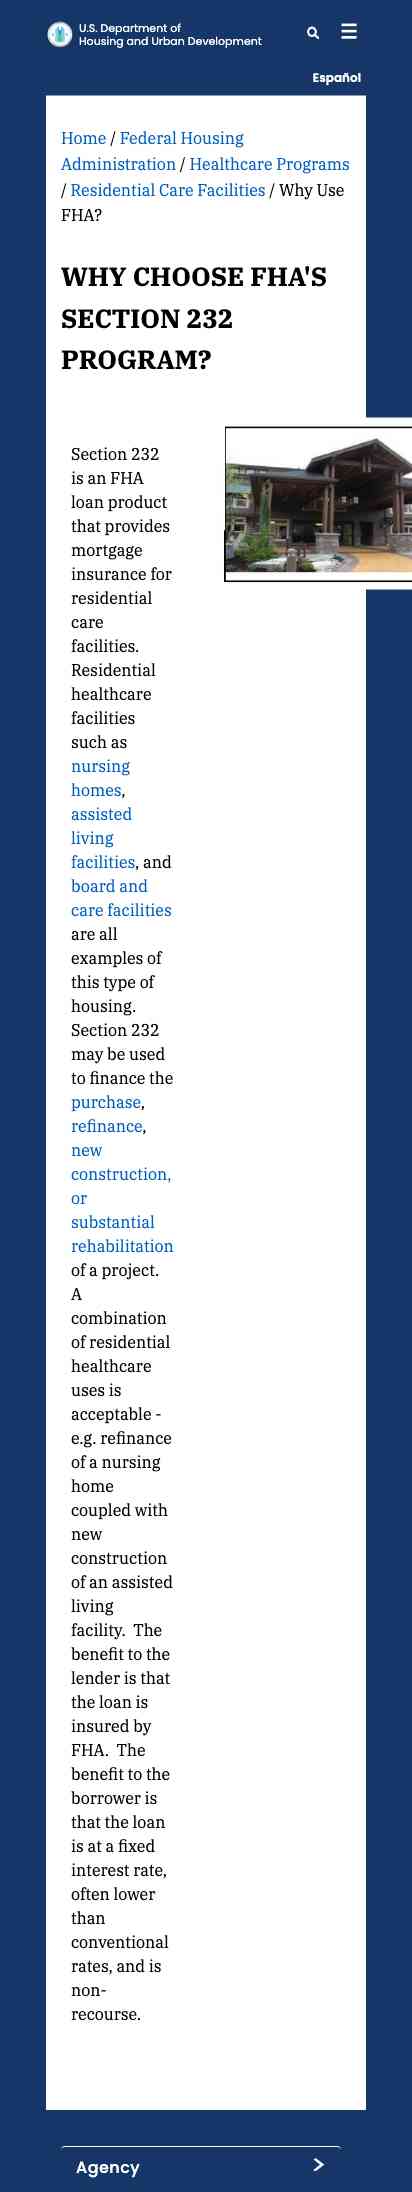 U.S. Department of
Housing and Urban Development
Español
Home / Federal Housing
Administration / Healthcare Programs
/ Residential Care Facilities / Why Use
FHA?
WHY CHOOSE FHA'S
SECTION 232
PROGRAM?
Section 232
is an FHA
loan product
that provides
mortgage
insurance for
residential
care
facilities.
Residential
healthcare
facilities
such as
nursing
homes,
assisted
living
facilities, and
board and
care facilities
are all
examples of
this type of
housing.
Section 232
may be used
to finance the
purchase,
refinance,
new
construction,
or
substantial
rehabilitation
of a project.
A
combination
of residential
healthcare
uses is
acceptable -
e.g. refinance
of a nursing
home
coupled with
new
construction
of an assisted
living
facility.  The
benefit to the
lender is that
the loan is
insured by
FHA.  The
benefit to the
borrower is
that the loan
is at a fixed
interest rate,
often lower
than
conventional
rates, and is
non-
recourse.
Agency